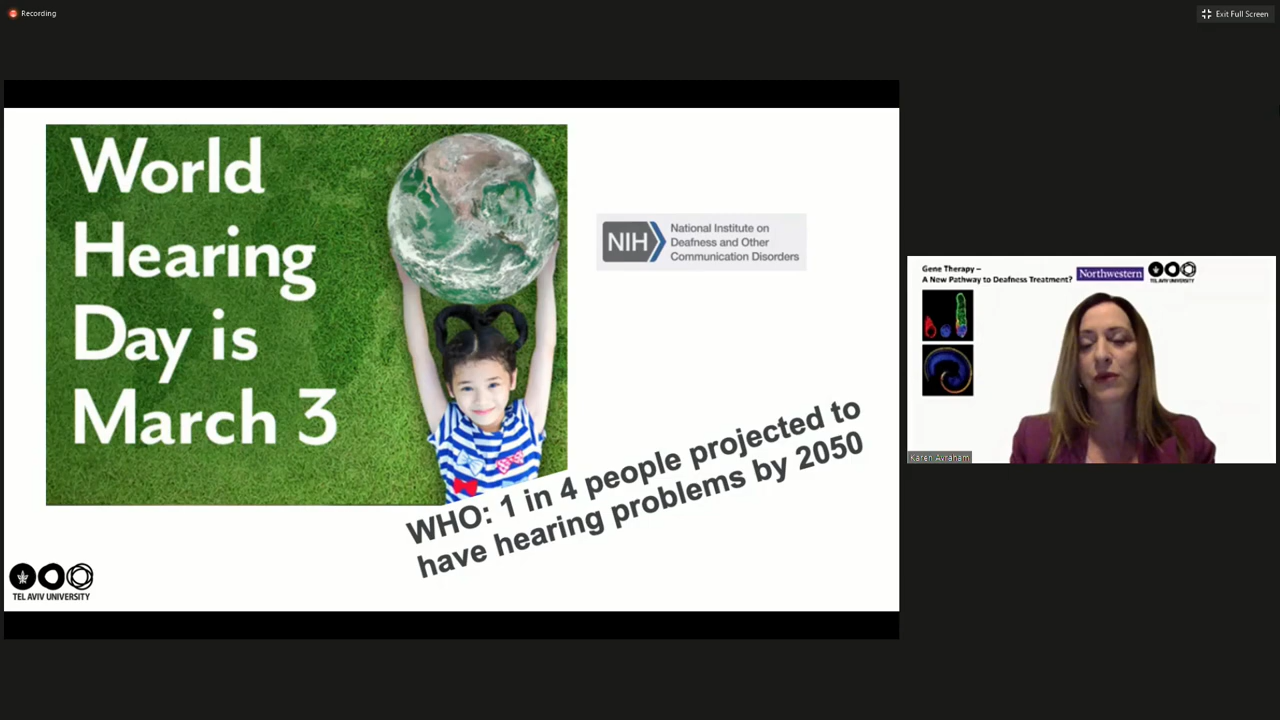 Recording
Exit Full Screen
World
Hearing
Day is
March 3
NIH
National Institute on
Deafness and Other
Communication Disorders
WHO: 1 in 4 people projected to
have hearing problems by 2050
TEL AVIV UNIVERSITY
Gene Therapy –
A New Pathway to Deafness Treatment?
Northwestern
TEL AVIV UNIVERSITY
Karen Avraham